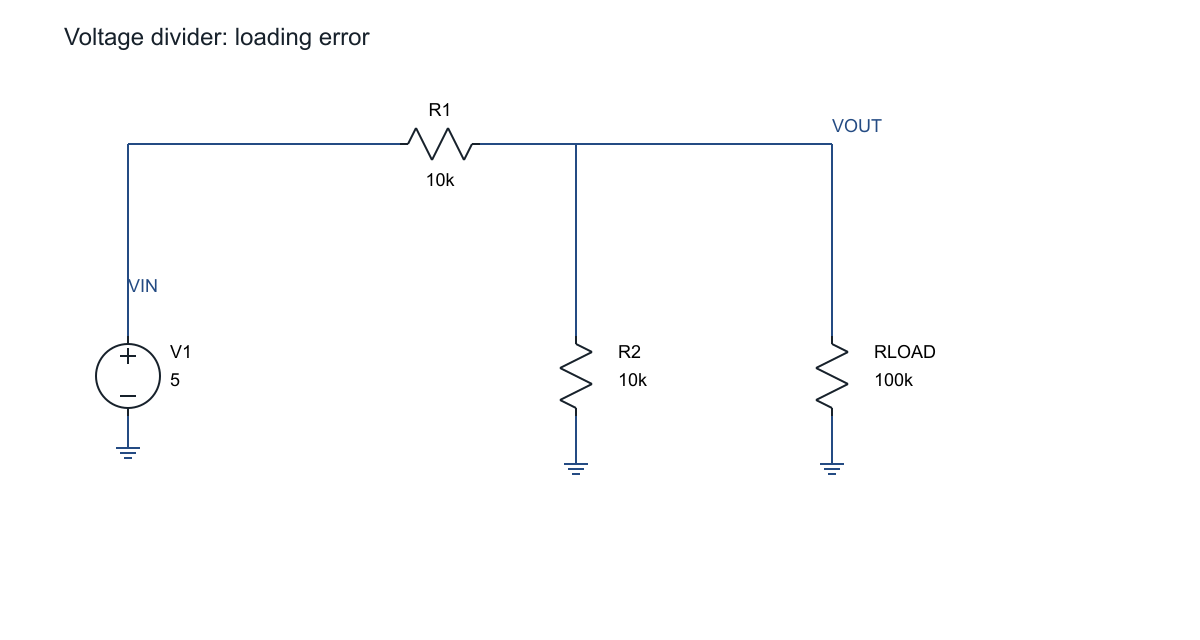 Voltage divider: loading error
R1
10k
VOUT
VIN
V1
5
R2
10k
RLOAD
100k